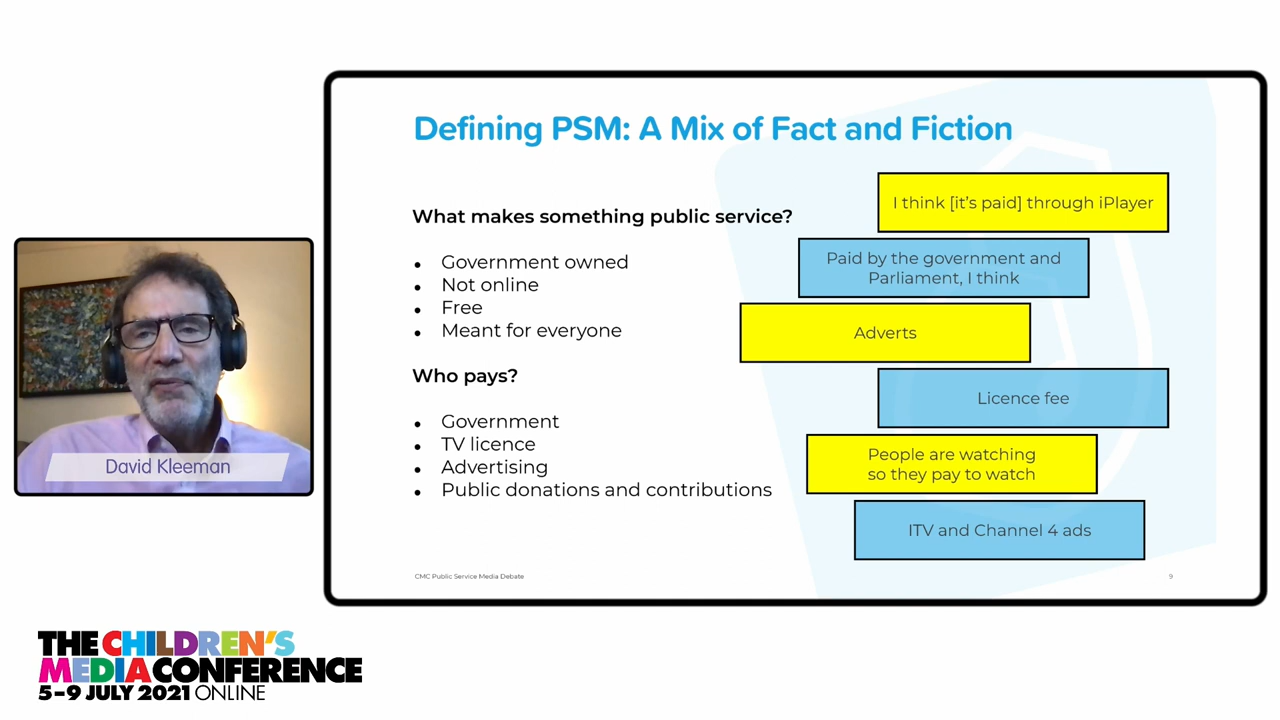 Defining PSM: A Mix of Fact and Fiction
What makes something public service?
● Government owned
● Not online
● Free
● Meant for everyone
Who pays?
● Government
● TV licence
● Advertising
● Public donations and contributions
I think [it's paid] through iPlayer
Paid by the government and
Parliament, I think
Adverts
Licence fee
People are watching
so they pay to watch
ITV and Channel 4 ads
CMC Public Service Media Debate
9
David Kleeman
THE CHILDREN'S
MEDIA CONFERENCE
5-9 JULY 2021 ONLINE